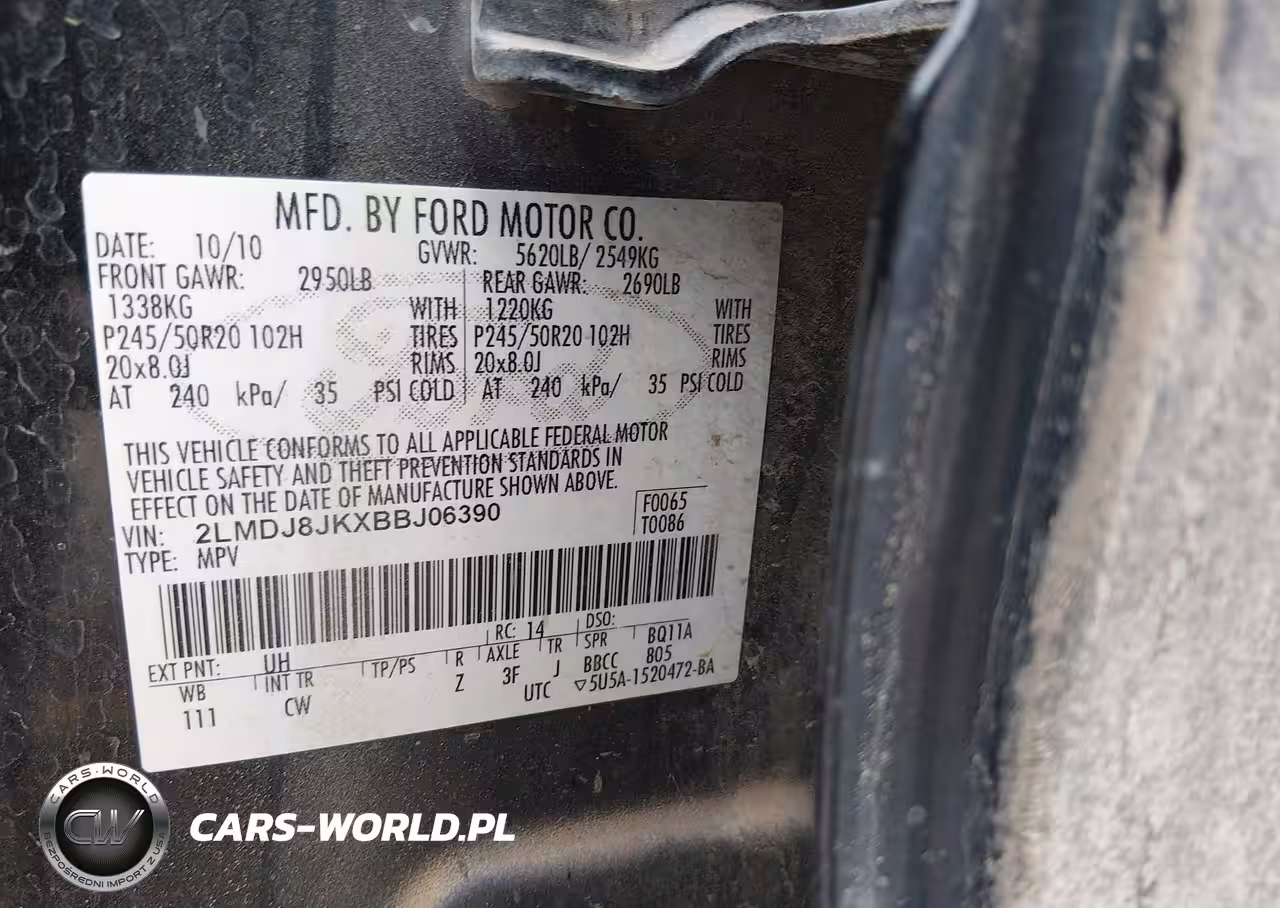 MFD. BY FORD MOTOR CO.
DATE: 10/10 GVWR: 5620LB/ 2549KG
FRONT GAWR: 2950LB REAR GAWR: 2690LB
1338KG WITH 1220KG WITH
P245/50R20 102H TIRES P245/50R20 102H TIRES
20x8.0J RIMS 20x8.0J RIMS
AT 240 kPa/ 35 PSI COLD AT 240 kPa/ 35 PSI COLD
THIS VEHICLE CONFORMS TO ALL APPLICABLE FEDERAL MOTOR
VEHICLE SAFETY AND THEFT PREVENTION STANDARDS IN
EFFECT ON THE DATE OF MANUFACTURE SHOWN ABOVE.
F0065
VIN: 2LMDJ8JKXBBJ06390 T0086
TYPE: MPV
EXT PNT: UH RC: 14 DSO:
WB INT TR TP/PS R AXLE TR SPR BQ11A
111 CW Z 3F J BBCC 805
UTC ▽5U5A-1520472-BA
CARS-WORLD
CW
BEZPOŚREDNI IMPORT Z USA
CARS-WORLD.PL